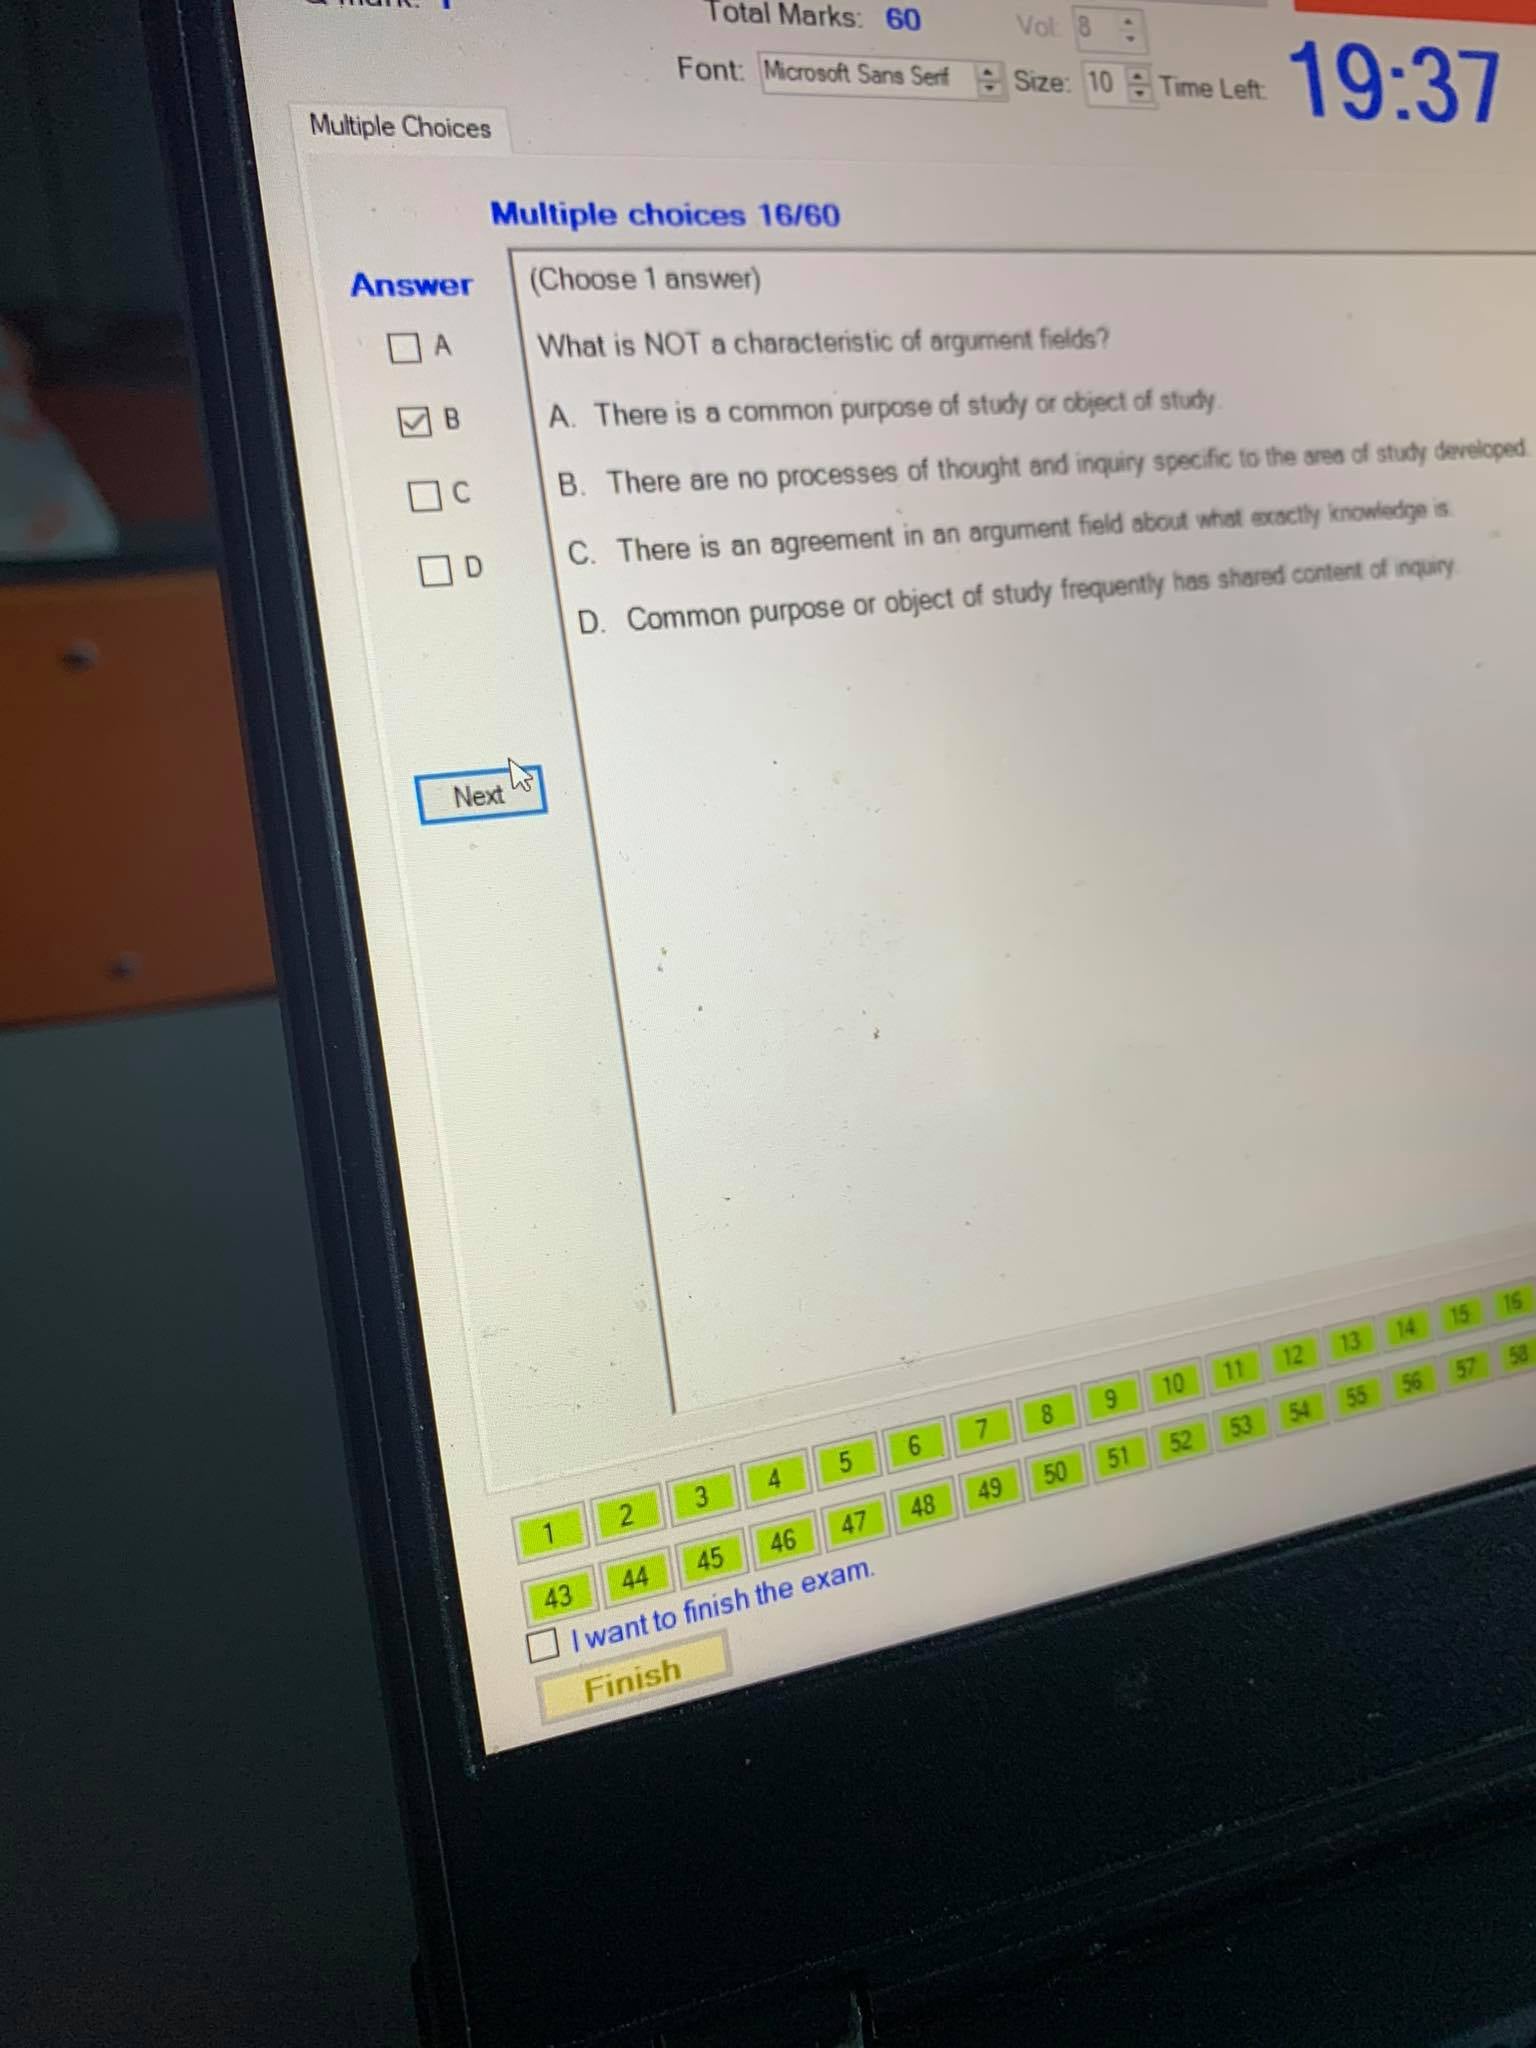 Total Marks: 60
Vol: 8
Font: Microsoft Sans Serif Size: 10 Time Left: 19:37
Multiple Choices
Multiple choices 16/60
Answer
(Choose 1 answer)
What is NOT a characteristic of argument fields?
A
A. There is a common purpose of study or object of study.
B
B. There are no processes of thought and inquiry specific to the area of study developed.
C
C. There is an agreement in an argument field about what exactly knowledge is.
D
D. Common purpose or object of study frequently has shared content of inquiry.
Next
1 2 3 4 5 6 7 8 9 10 11 12 13 14 15 16
43 44 45 46 47 48 49 50 51 52 53 54 55 56 57 58
I want to finish the exam.
Finish